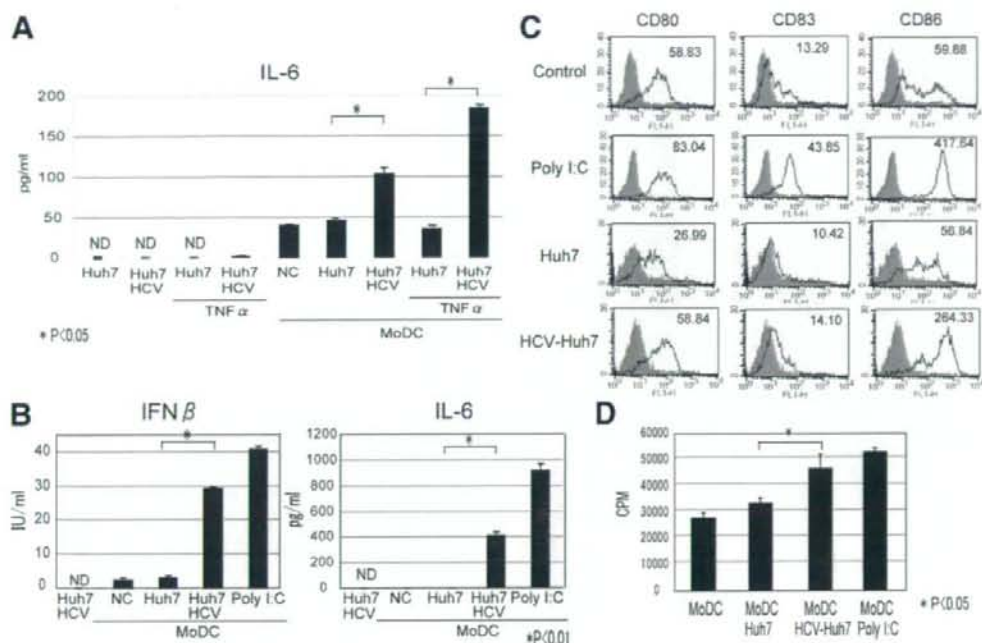 A
IL-6
200
150
100
50
0
pg/ml
ND ND ND
Huh7 Huh7 HCV Huh7 Huh7 HCV NC Huh7 Huh7 HCV Huh7 Huh7 HCV
TNF α TNF α
MoDC
* *
* P<0.05
B
IFN β
40
30
20
10
0
IU/ml
ND
*
Huh7 HCV NC Huh7 Huh7 HCV Poly I:C
MoDC
IL-6
1200
1000
800
600
400
200
0
pg/ml
ND
*
Huh7 HCV NC Huh7 Huh7 HCV Poly I:C
MoDC
*P<0.01
C
CD80 CD83 CD86
Control 58.83 13.29 59.88
Poly I:C 83.04 43.85 417.64
Huh7 26.99 10.42 56.84
HCV-Huh7 58.84 14.10 264.33
D
60000
50000
40000
30000
20000
10000
0
CPM
*
MoDC MoDC Huh7 MoDC HCV-Huh7 MoDC Poly I:C
* P<0.05